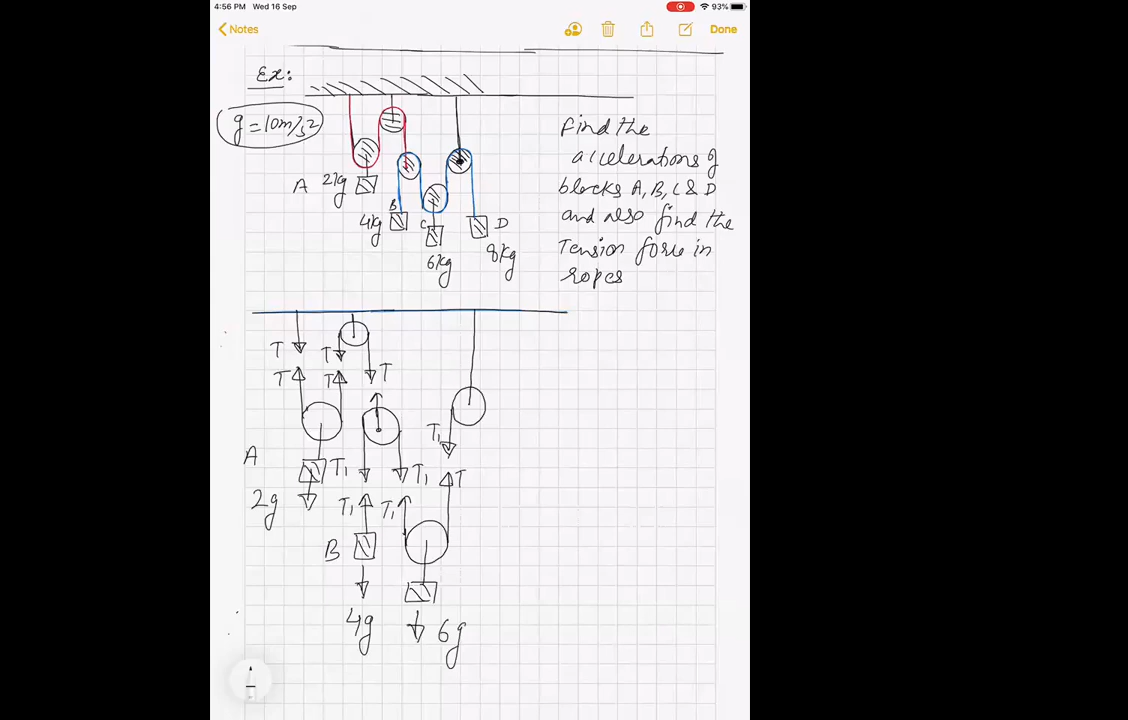 4:56 PM Wed 16 Sep
93%
Notes
Done
Ex:
g = 10m/s2
Find the
accelerations of
blocks A, B, C & D
and also find the
Tension force in
ropes
A 2kg
B
4kg
C
6kg
D
8kg
T T
T
T T
T1
A
T1 T1 T
2g
T1 T1
B
4g
6g